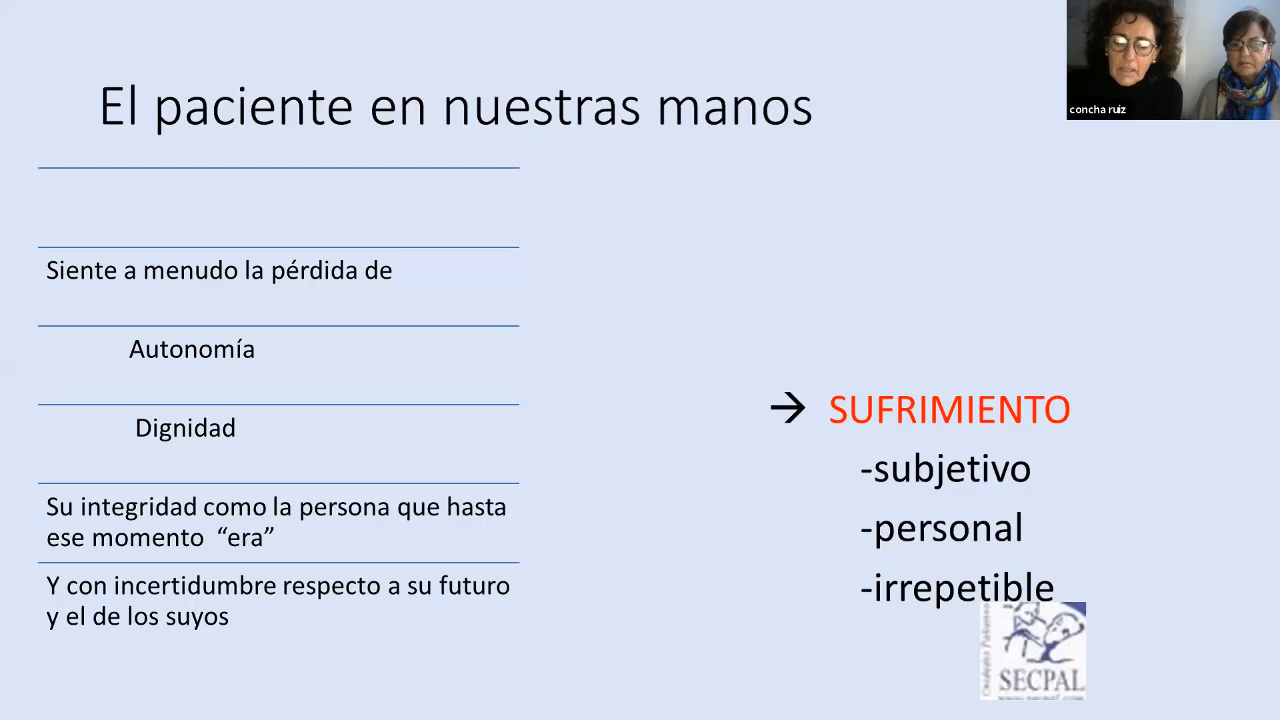 El paciente en nuestras manos
concha ruiz
Siente a menudo la pérdida de
Autonomía
Dignidad
Su integridad como la persona que hasta
ese momento “era”
Y con incertidumbre respecto a su futuro
y el de los suyos
→ SUFRIMIENTO
-subjetivo
-personal
-irrepetible
SECPAL